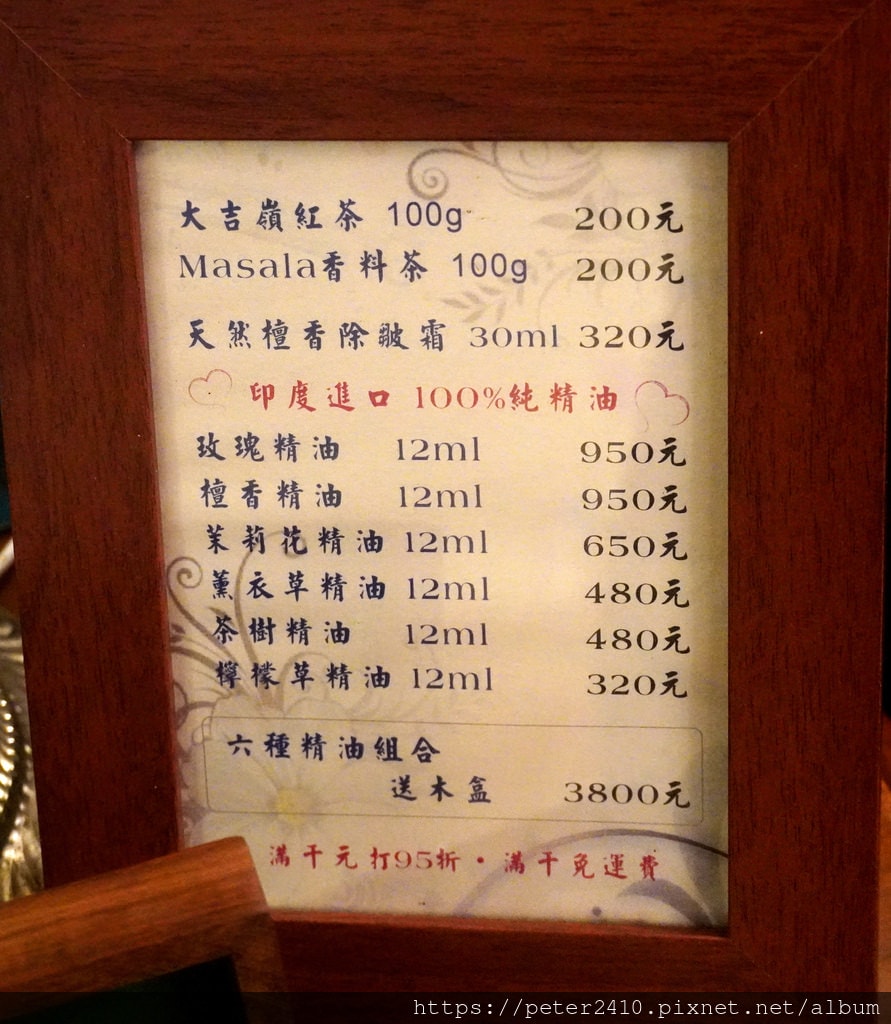 大吉嶺紅茶 100g 200元
Masala香料茶 100g 200元
天然檀香除皺霜 30ml 320元
印度進口 100%純精油
玫瑰精油 12ml 950元
檀香精油 12ml 950元
茉莉花精油 12ml 650元
薰衣草精油 12ml 480元
茶樹精油 12ml 480元
檸檬草精油 12ml 320元
六種精油組合
送木盒 3800元
滿千元打95折・滿千免運費
https://peter2410.pixnet.net/album